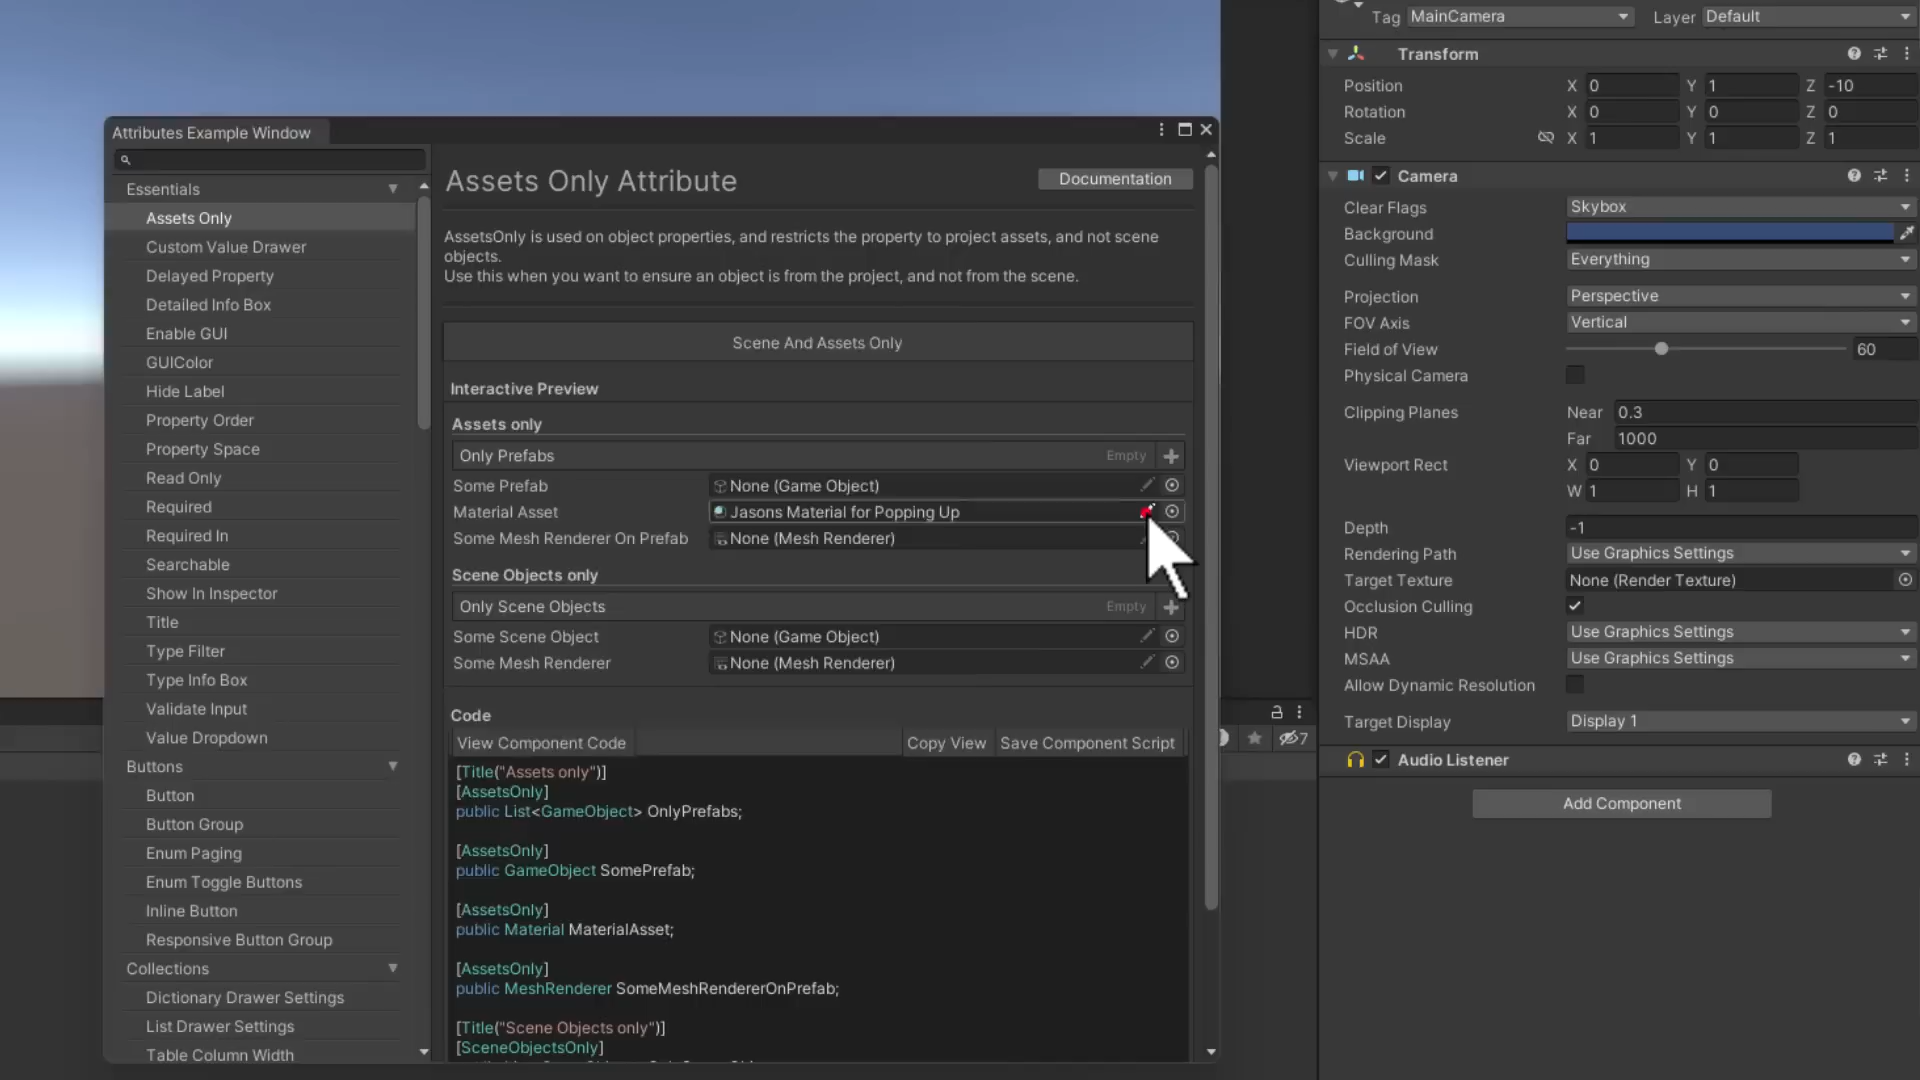 Tag MainCamera Layer Default
Transform
Position X 0 Y 1 Z -10
Rotation X 0 Y 0 Z 0
Scale X 1 Y 1 Z 1
Camera
Clear Flags Skybox
Background
Culling Mask Everything
Projection Perspective
FOV Axis Vertical
Field of View 60
Physical Camera
Clipping Planes Near 0.3
Far 1000
Viewport Rect X 0 Y 0
W 1 H 1
Depth -1
Rendering Path Use Graphics Settings
Target Texture None (Render Texture)
Occlusion Culling
HDR Use Graphics Settings
MSAA Use Graphics Settings
Allow Dynamic Resolution
Target Display Display 1
Audio Listener
Add Component
7
Attributes Example Window
Essentials
Assets Only
Custom Value Drawer
Delayed Property
Detailed Info Box
Enable GUI
GUIColor
Hide Label
Property Order
Property Space
Read Only
Required
Required In
Searchable
Show In Inspector
Title
Type Filter
Type Info Box
Validate Input
Value Dropdown
Buttons
Button
Button Group
Enum Paging
Enum Toggle Buttons
Inline Button
Responsive Button Group
Collections
Dictionary Drawer Settings
List Drawer Settings
Table Column Width
Assets Only Attribute
Documentation
AssetsOnly is used on object properties, and restricts the property to project assets, and not scene
objects.
Use this when you want to ensure an object is from the project, and not from the scene.
Scene And Assets Only
Interactive Preview
Assets only
Only Prefabs Empty
Some Prefab None (Game Object)
Material Asset Jasons Material for Popping Up
Some Mesh Renderer On Prefab None (Mesh Renderer)
Scene Objects only
Only Scene Objects Empty
Some Scene Object None (Game Object)
Some Mesh Renderer None (Mesh Renderer)
Code
View Component Code Copy View Save Component Script
[Title("Assets only")]
[AssetsOnly]
public List<GameObject> OnlyPrefabs;
[AssetsOnly]
public GameObject SomePrefab;
[AssetsOnly]
public Material MaterialAsset;
[AssetsOnly]
public MeshRenderer SomeMeshRendererOnPrefab;
[Title("Scene Objects only")]
[SceneObjectsOnly]